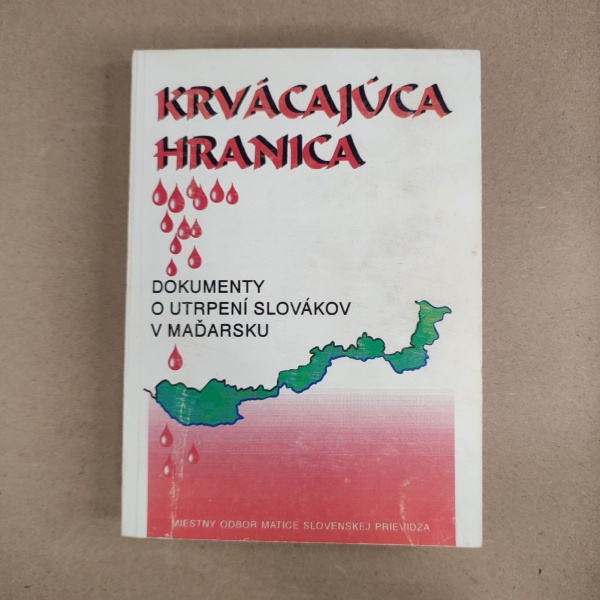 KRVÁCAJÚCA
HRANICA
DOKUMENTY
O UTRPENÍ SLOVÁKOV
V MAĎARSKU
MIESTNY ODBOR MATICE SLOVENSKEJ PRIEVIDZA